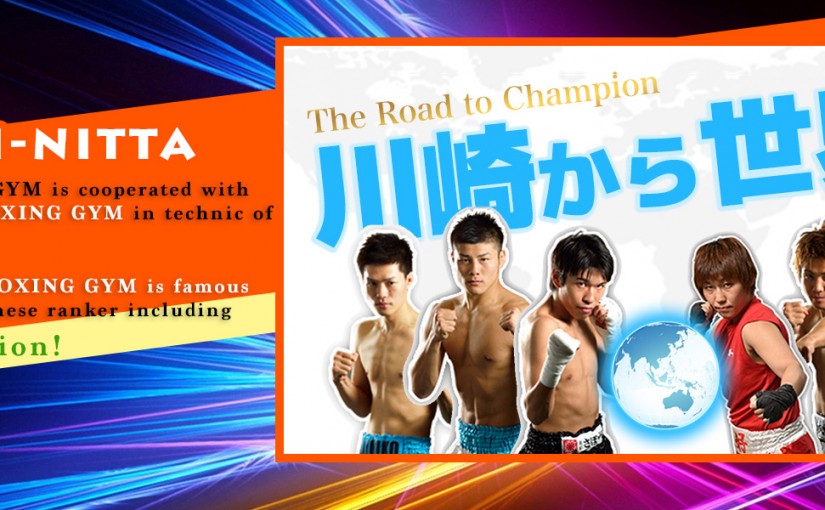 -NITTA
GYM is cooperated with
XING GYM in technic of
OXING GYM is famous
nese ranker including
ion!
The Road to Champion
川崎から世